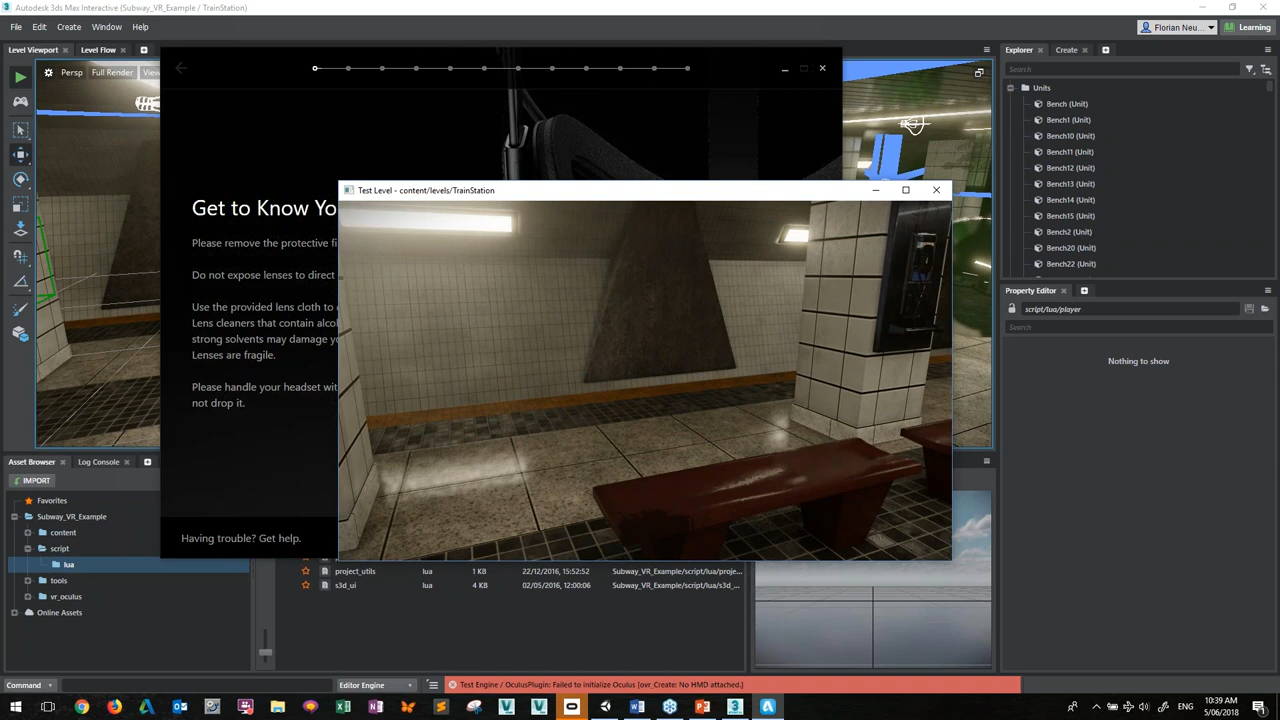 Autodesk 3ds Max Interactive (Subway_VR_Example / TrainStation)
File Edit Create Window Help
Florian Neu... Learning
Level Viewport Level Flow
Explorer Create
Persp Full Render View
Search
Units
Bench (Unit)
Bench1 (Unit)
Bench10 (Unit)
Bench11 (Unit)
Bench12 (Unit)
Bench13 (Unit)
Bench14 (Unit)
Bench15 (Unit)
Bench2 (Unit)
Bench20 (Unit)
Bench22 (Unit)
Test Level - content/levels/TrainStation
Get to Know Yo
Please remove the protective fi
Do not expose lenses to direct
Use the provided lens cloth to
Lens cleaners that contain alco
strong solvents may damage yo
Lenses are fragile.
Please handle your headset wit
not drop it.
Having trouble? Get help.
Property Editor
script/lua/player
Search
Nothing to show
Asset Browser Log Console
IMPORT
Favorites
Subway_VR_Example
content
script
lua
tools
vr_oculus
Online Assets
project_utils lua 1 KB 22/12/2016, 15:52:52 Subway_VR_Example/script/lua/proje...
s3d_ui lua 4 KB 02/05/2016, 12:00:06 Subway_VR_Example/script/lua/s3d_...
Command Editor Engine Test Engine / OculusPlugin: Failed to initialize Oculus [ovr_Create: No HMD attached.]
10:39 AM
5/06/2018